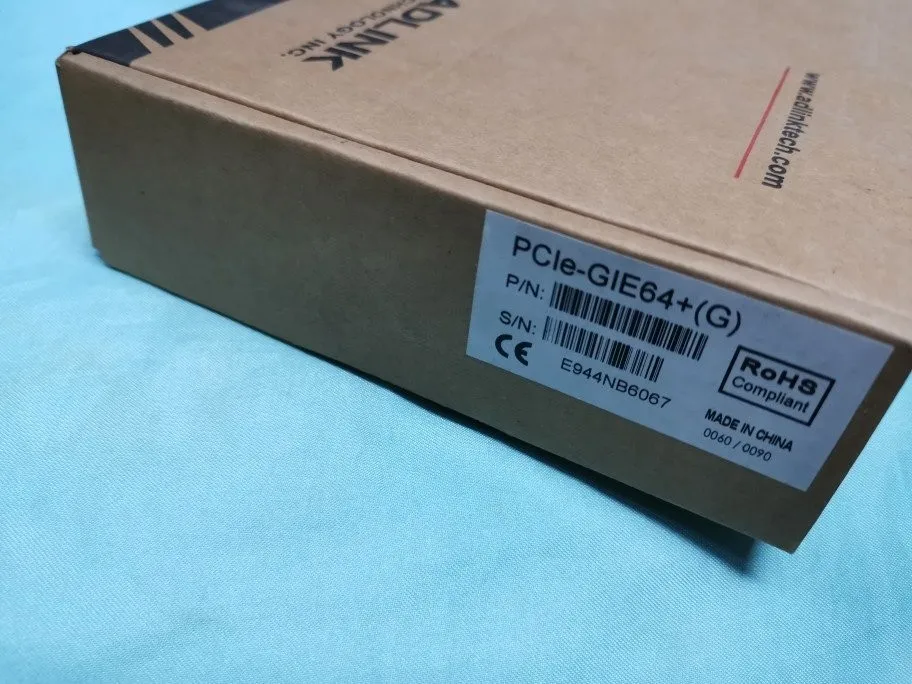 ADLINK
TECHNOLOGY INC.
www.adlinktech.com
PCIe-GIE64+(G)
P/N:
S/N:
E944NB6067
CE
RoHS
Compliant
MADE IN CHINA
0060 / 0090